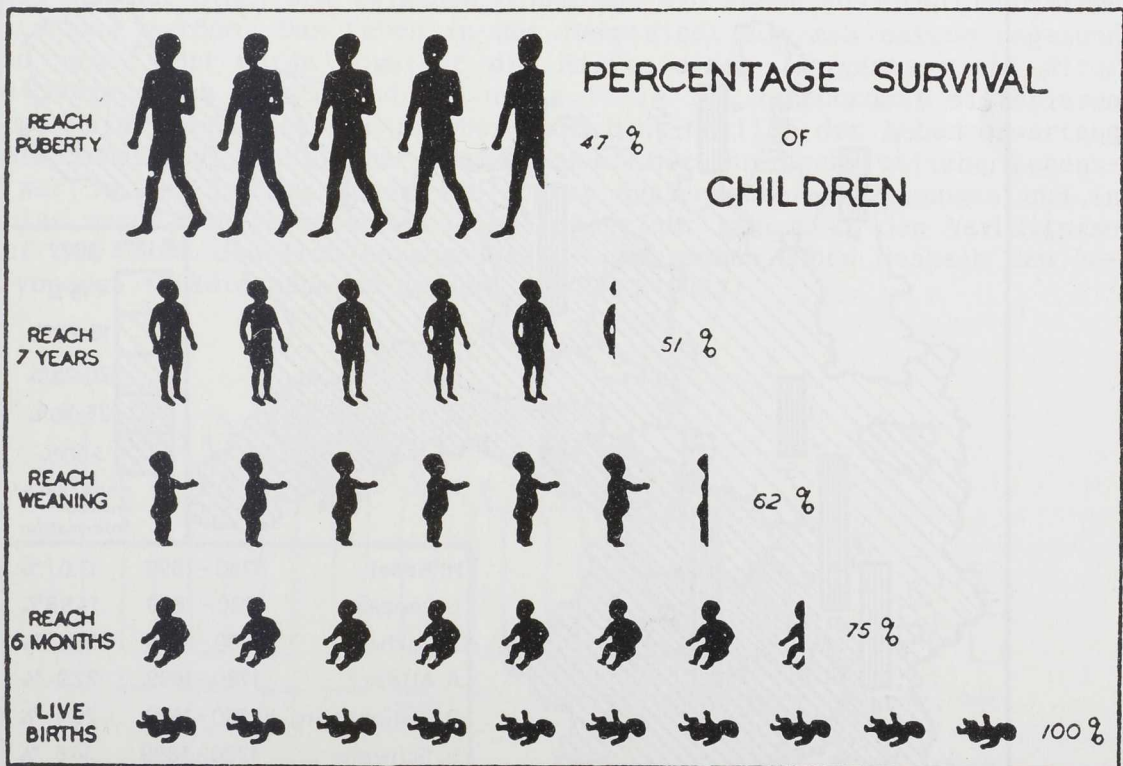 PERCENTAGE SURVIVAL
OF
CHILDREN
REACH
PUBERTY
47 %
REACH
7 YEARS
51 %
REACH
WEANING
62 %
REACH
6 MONTHS
75 %
LIVE
BIRTHS
100 %